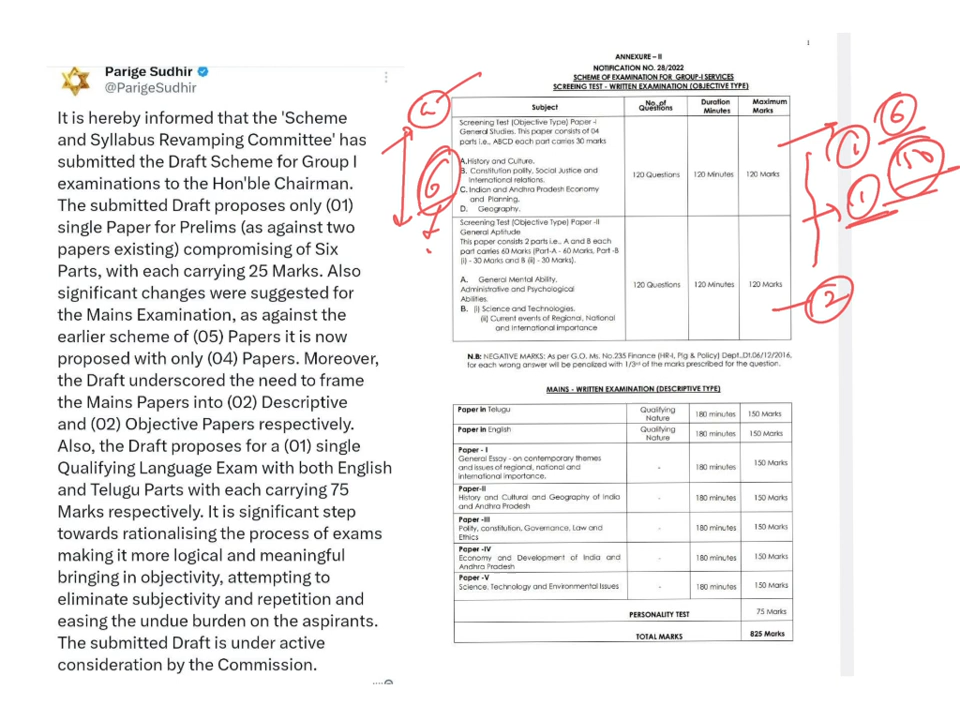 Parige Sudhir
@ParigeSudhir
It is hereby informed that the 'Scheme
and Syllabus Revamping Committee' has
submitted the Draft Scheme for Group I
examinations to the Hon'ble Chairman.
The submitted Draft proposes only (01)
single Paper for Prelims (as against two
papers existing) compromising of Six
Parts, with each carrying 25 Marks. Also
significant changes were suggested for
the Mains Examination, as against the
earlier scheme of (05) Papers it is now
proposed with only (04) Papers. Moreover,
the Draft underscored the need to frame
the Mains Papers into (02) Descriptive
and (02) Objective Papers respectively.
Also, the Draft proposes for a (01) single
Qualifying Language Exam with both English
and Telugu Parts with each carrying 75
Marks respectively. It is significant step
towards rationalising the process of exams
making it more logical and meaningful
bringing in objectivity, attempting to
eliminate subjectivity and repetition and
easing the undue burden on the aspirants.
The submitted Draft is under active
consideration by the Commission.
ANNEXURE – II
NOTIFICATION NO. 28/2022
SCHEME OF EXAMINATION FOR GROUP-I SERVICES
SCREEING TEST - WRITTEN EXAMINATION (OBJECTIVE TYPE)
Subject No. of Questions Duration Minutes Maximum Marks
Screening Test (Objective Type) Paper -I
General Studies. This paper consists of 04
parts i.e., ABCD each part carries 30 marks
A.History and Culture.
B. Constitution polity, Social Justice and
International relations.
C. Indian and Andhra Pradesh Economy
and Planning.
D. Geography.
120 Questions 120 Minutes 120 Marks
Screening Test (Objective Type) Paper -II
General Aptitude
This paper consists 2 parts i.e., A and B each
part carries 60 Marks (Part-A - 60 Marks, Part -B
(i) - 30 Marks and B (ii) - 30 Marks).
A. General Mental Ability,
Administrative and Psychological
Abilities.
B. (i) Science and Technologies.
(ii) Current events of Regional, National
and International importance
120 Questions 120 Minutes 120 Marks
6
1
150
1
2
6
N.B: NEGATIVE MARKS: As per G.O. Ms. No.235 Finance (HR-I, Plg & Policy) Dept.,Dt.06/12/2016,
for each wrong answer will be penalized with 1/3rd of the marks prescribed for the question.
MAINS - WRITTEN EXAMINATION (DESCRIPTIVE TYPE)
Paper in Telugu Qualifying Nature 180 minutes 150 Marks
Paper in English Qualifying Nature 180 minutes 150 Marks
Paper - I
General Essay - on contemporary themes
and issues of regional, national and
international importance.
- 180 minutes 150 Marks
Paper-II
History and Cultural and Geography of India
and Andhra Pradesh
- 180 minutes 150 Marks
Paper -III
Polity, constitution, Governance, Law and
Ethics
- 180 minutes 150 Marks
Paper -IV
Economy and Development of India and
Andhra Pradesh
- 180 minutes 150 Marks
Paper-V
Science, Technology and Environmental Issues
- 180 minutes 150 Marks
PERSONALITY TEST 75 Marks
TOTAL MARKS 825 Marks